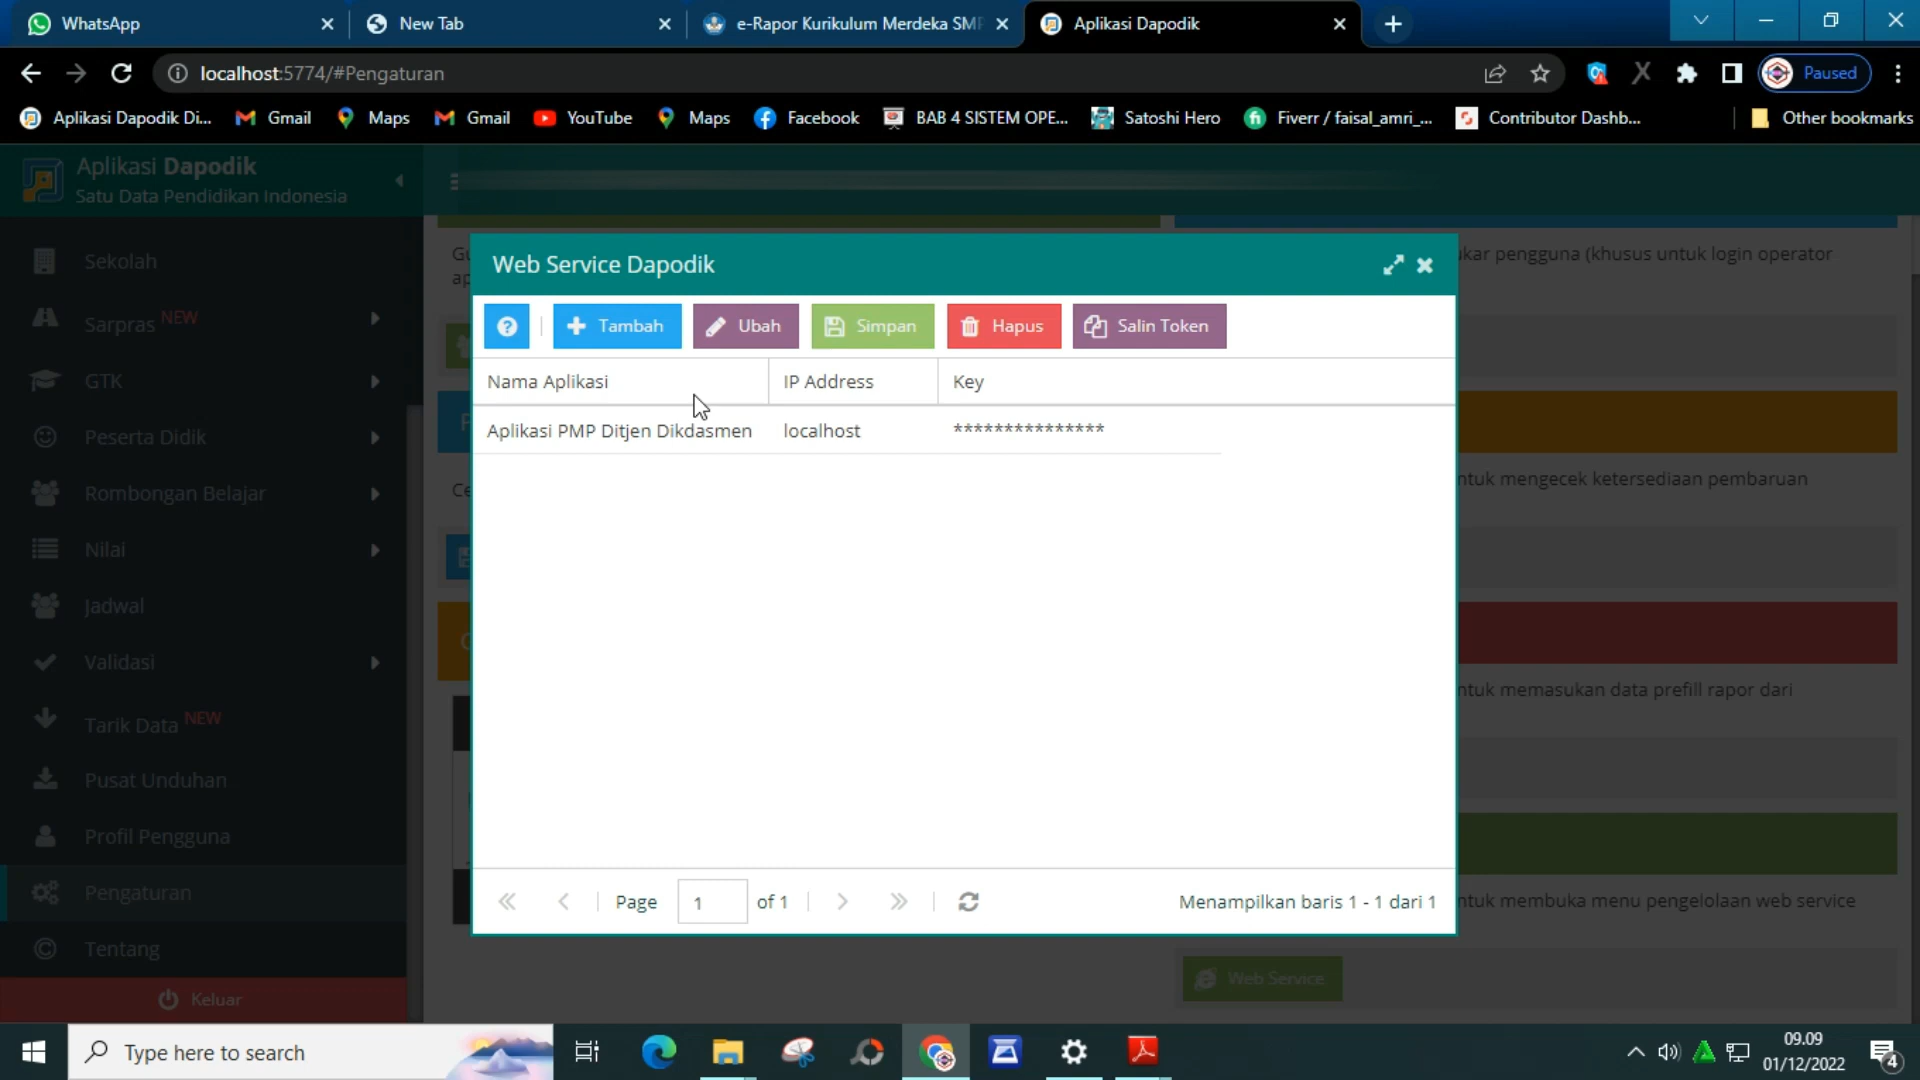 WhatsApp
New Tab
e-Rapor Kurikulum Merdeka SMP
Aplikasi Dapodik
localhost:5774/#Pengaturan
Paused
Aplikasi Dapodik Di...
Gmail
Maps
Gmail
YouTube
Maps
Facebook
BAB 4 SISTEM OPE...
Satoshi Hero
Fiverr / faisal_amri_...
Contributor Dashb...
Other bookmarks
Aplikasi Dapodik
Satu Data Pendidikan Indonesia
Sekolah
Sarpras NEW
GTK
Peserta Didik
Rombongan Belajar
Nilai
Jadwal
Validasi
Tarik Data NEW
Pusat Unduhan
Profil Pengguna
Pengaturan
Tentang
Keluar
ukar pengguna (khusus untuk login operator
Web Service Dapodik
Tambah
Ubah
Simpan
Hapus
Salin Token
Nama Aplikasi
IP Address
Key
Aplikasi PMP Ditjen Dikdasmen
localhost
***************
ntuk mengecek ketersediaan pembaruan
ntuk memasukan data prefill rapor dari
ntuk membuka menu pengelolaan web service
Page
1
of 1
Menampilkan baris 1 - 1 dari 1
Web Service
Type here to search
09.09
01/12/2022
4